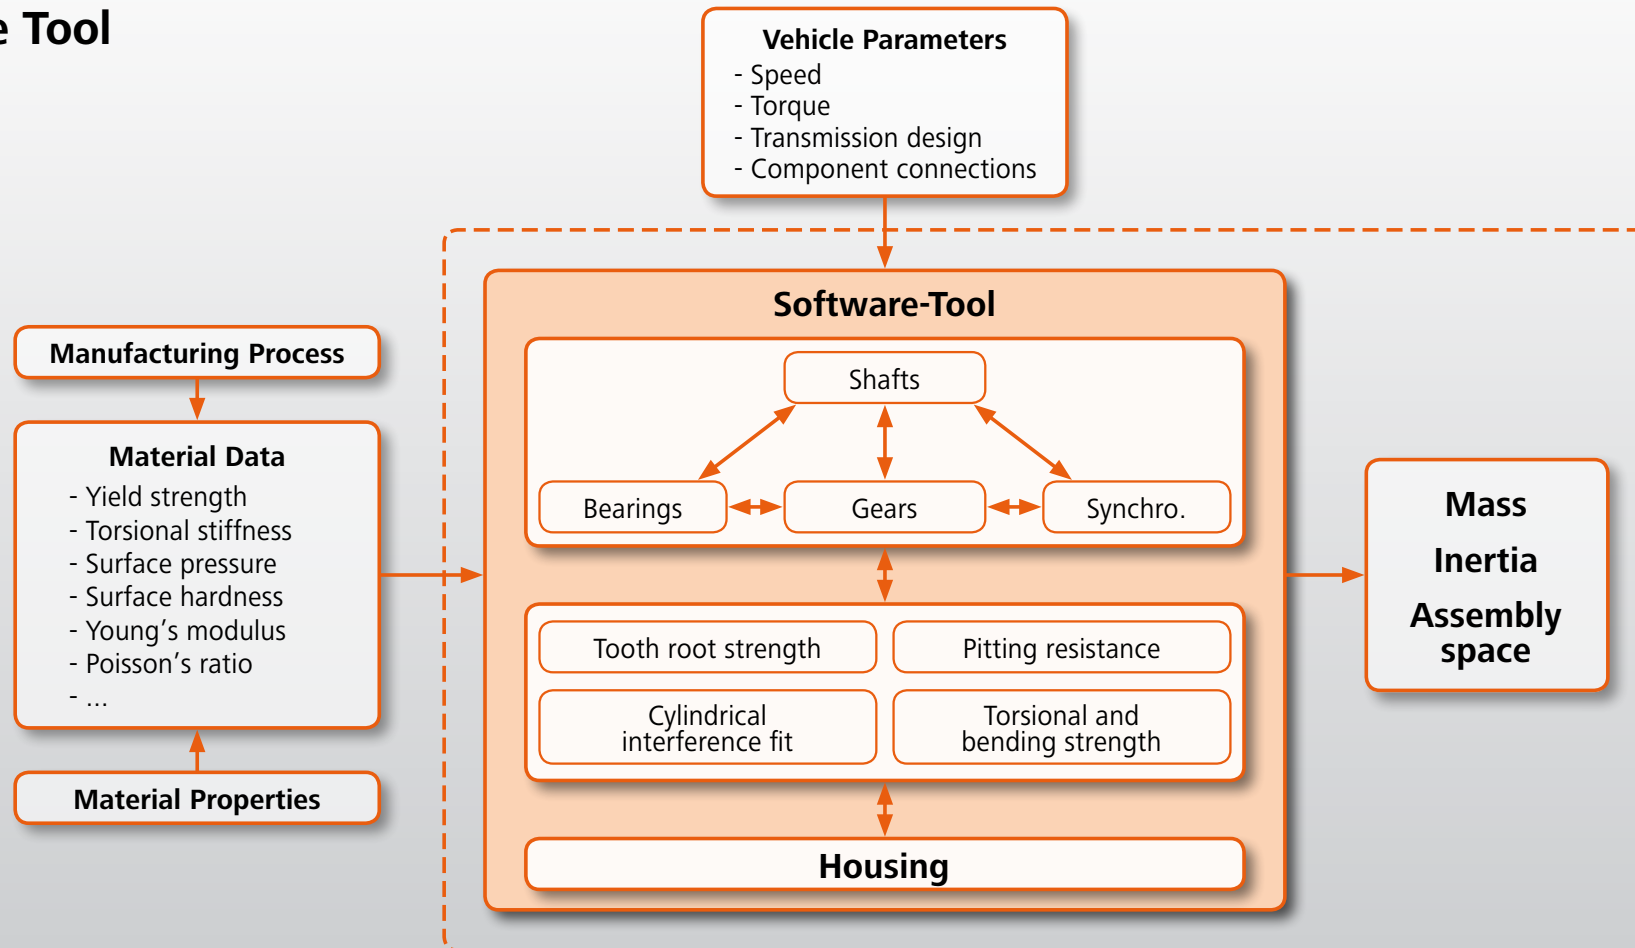 e Tool
Vehicle Parameters
- Speed
- Torque
- Transmission design
- Component connections
Software-Tool
Manufacturing Process
Shafts
Material Data
- Yield strength
- Torsional stiffness
- Surface pressure
- Surface hardness
- Young’s modulus
- Poisson’s ratio
- ...
Bearings
Gears
Synchro.
Mass
Inertia
Assembly
space
Tooth root strength
Pitting resistance
Cylindrical
interference fit
Torsional and
bending strength
Material Properties
Housing